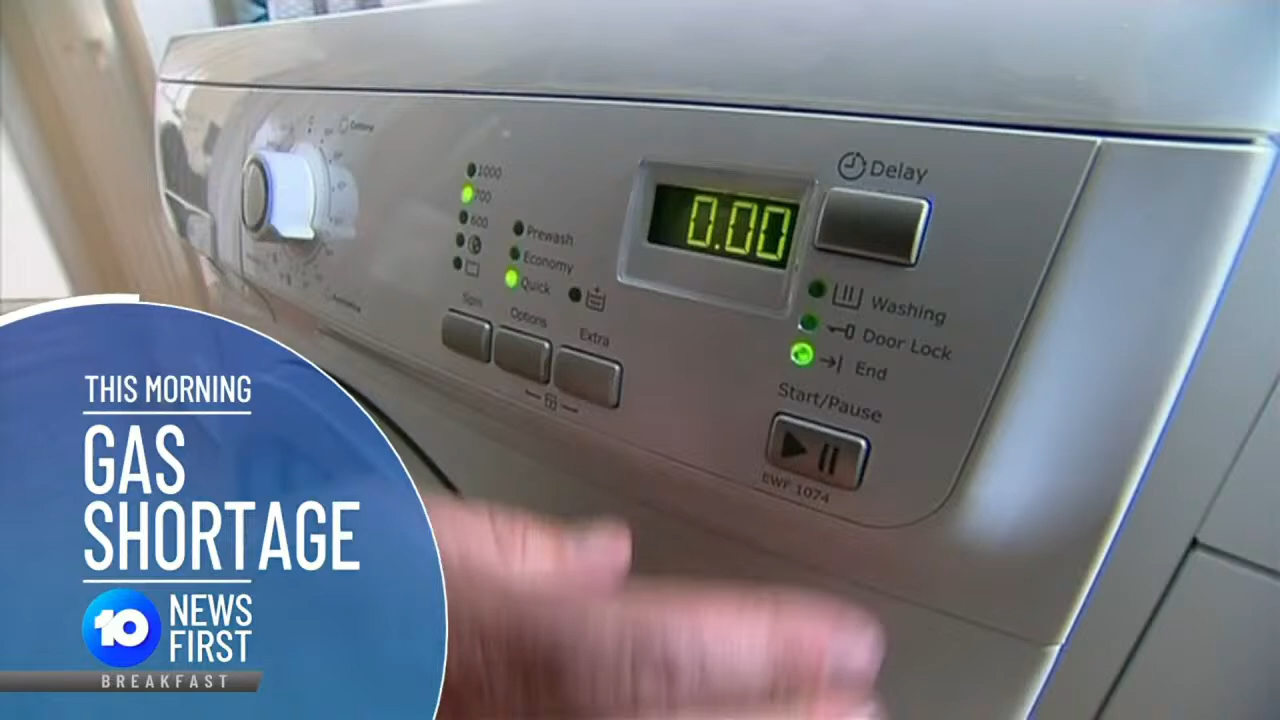 1000
700
600
Prewash
Economy
Quick
Spin
Options
Extra
0.00
Delay
Washing
Door Lock
End
Start/Pause
EWF 1074
THIS MORNING
GAS
SHORTAGE
10 NEWS
FIRST
BREAKFAST